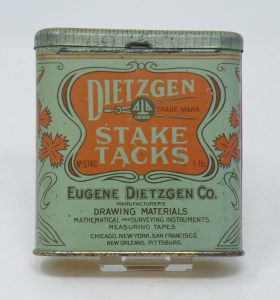 DIETZGEN
TRADE MARK
STAKE
TACKS
No 574G 1 lb.
EUGENE DIETZGEN CO.
MANUFACTURERS
DRAWING MATERIALS
MATHEMATICAL AND SURVEYING INSTRUMENTS
MEASURING TAPES
CHICAGO, NEW YORK, SAN FRANCISCO,
NEW ORLEANS, PITTSBURG.